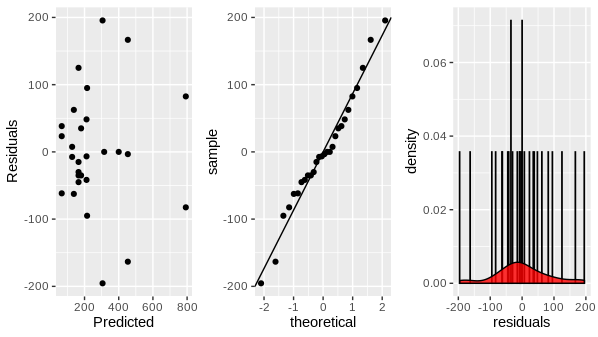 200
100
0
-100
-200
Residuals
200 400 600 800
Predicted
200
100
0
-100
-200
sample
-2 -1 0 1 2
theoretical
0.06
0.04
0.02
0.00
density
-200 -100 0 100 200
residuals